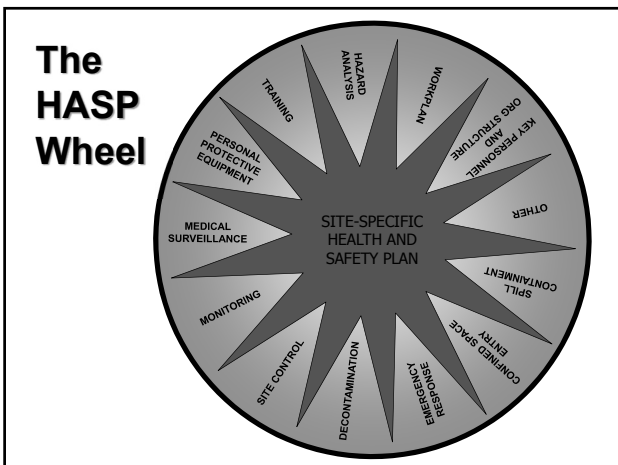 The
HASP
Wheel
HAZARD
ANALYSIS
WORKPLAN
KEY PERSONNEL
AND
ORG STRUCTURE
OTHER
SPILL
CONTAINMENT
CONFINED SPACE
ENTRY
EMERGENCY
RESPONSE
DECONTAMINATION
SITE CONTROL
MONITORING
MEDICAL
SURVEILLANCE
PERSONAL
PROTECTIVE
EQUIPMENT
TRAINING
SITE-SPECIFIC
HEALTH AND
SAFETY PLAN